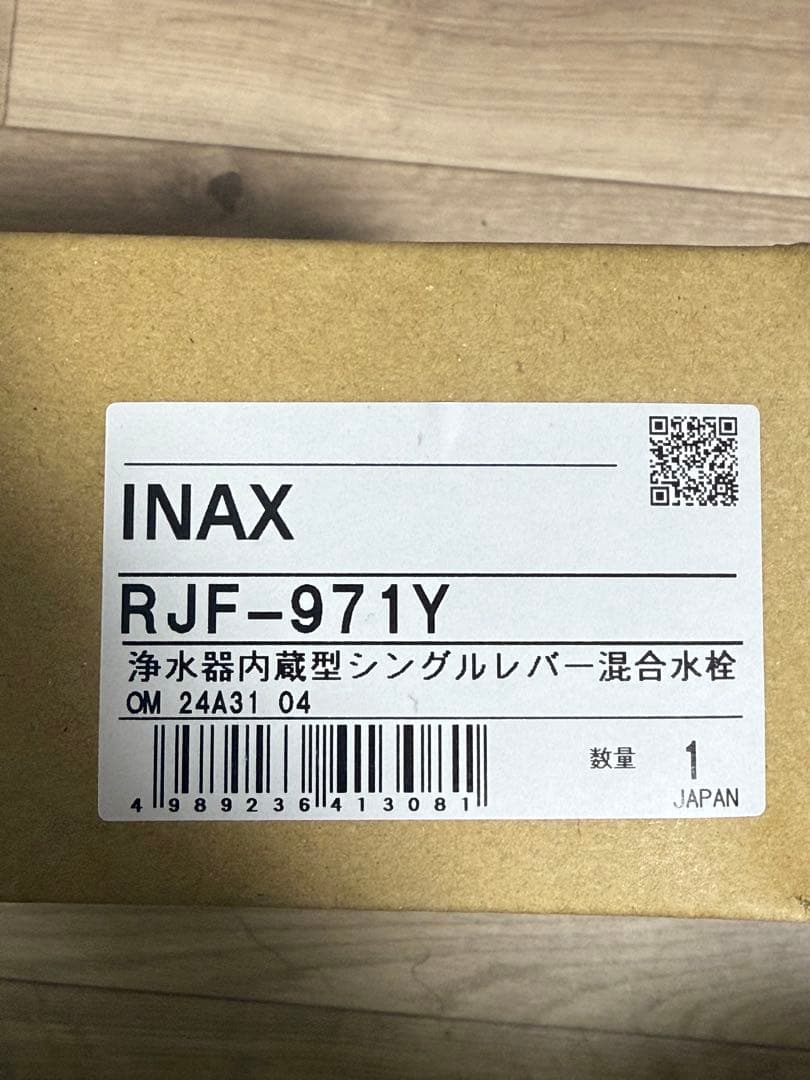 INAX
RJF-971Y
浄水器内蔵型シングルレバー混合水栓
OM 24A31 04
4 989236 413081
数量 1
JAPAN